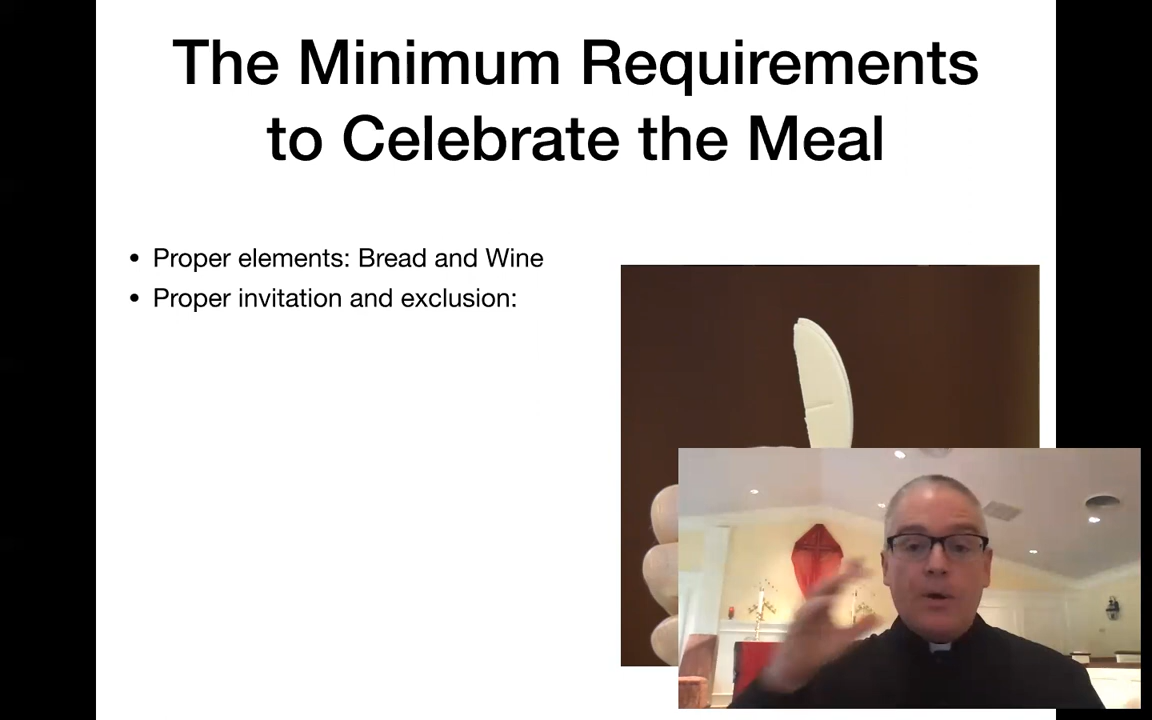 The Minimum Requirements
to Celebrate the Meal
• Proper elements: Bread and Wine
• Proper invitation and exclusion: